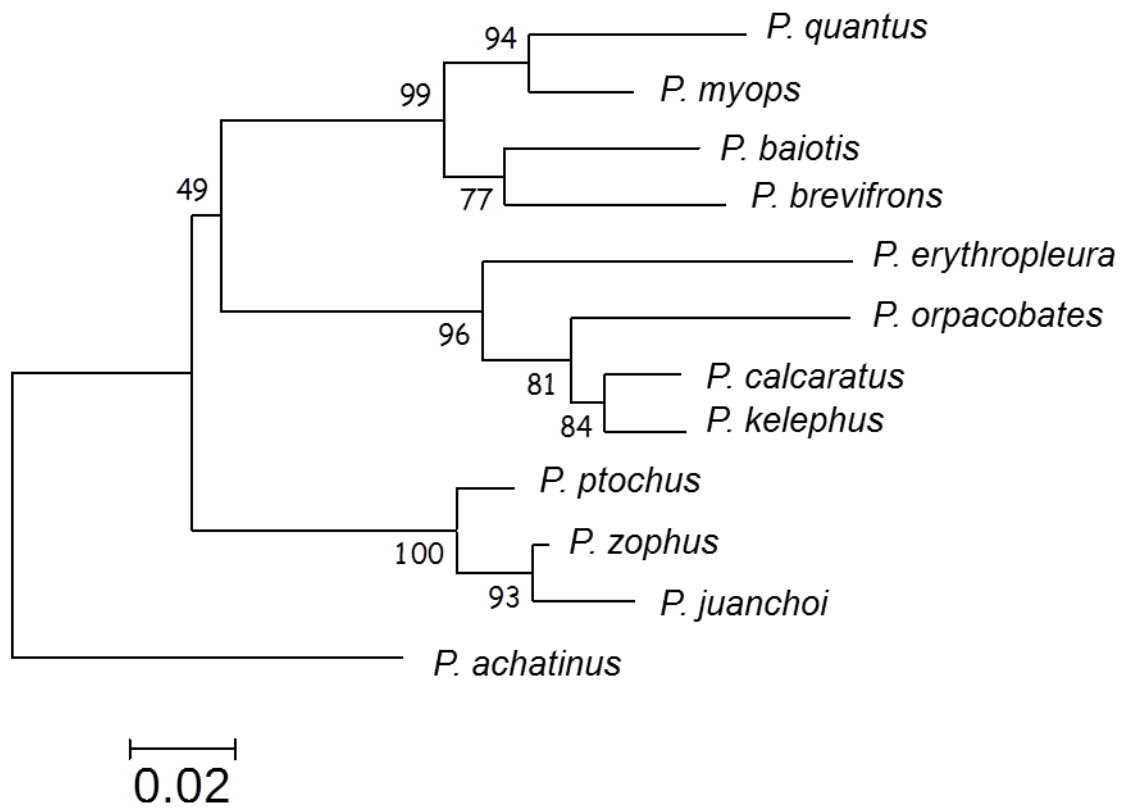 94
P. quantus
99
P. myops
P. baiotis
49
77
P. brevifrons
P. erythropleura
96
P. orpacobates
81
P. calcaratus
84
P. kelephus
P. ptochus
100
P. zophus
93
P. juanchoi
P. achatinus
0.02